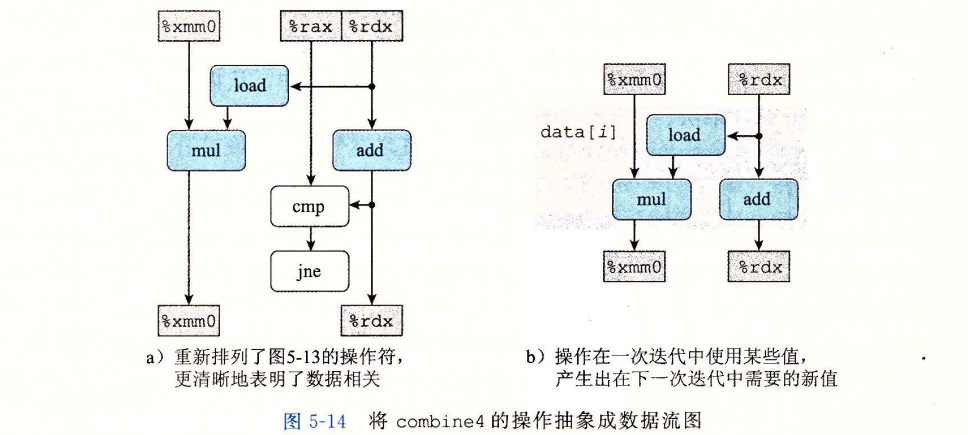 %xmm0 %rax %rdx
load
mul add
cmp
jne
%xmm0 %rdx
a）重新排列了图5-13的操作符，
更清晰地表明了数据相关
%xmm0 %rdx
data[i] load
mul add
%xmm0 %rdx
b）操作在一次迭代中使用某些值，
产生出在下一次迭代中需要的新值
图 5-14 将 combine4 的操作抽象成数据流图